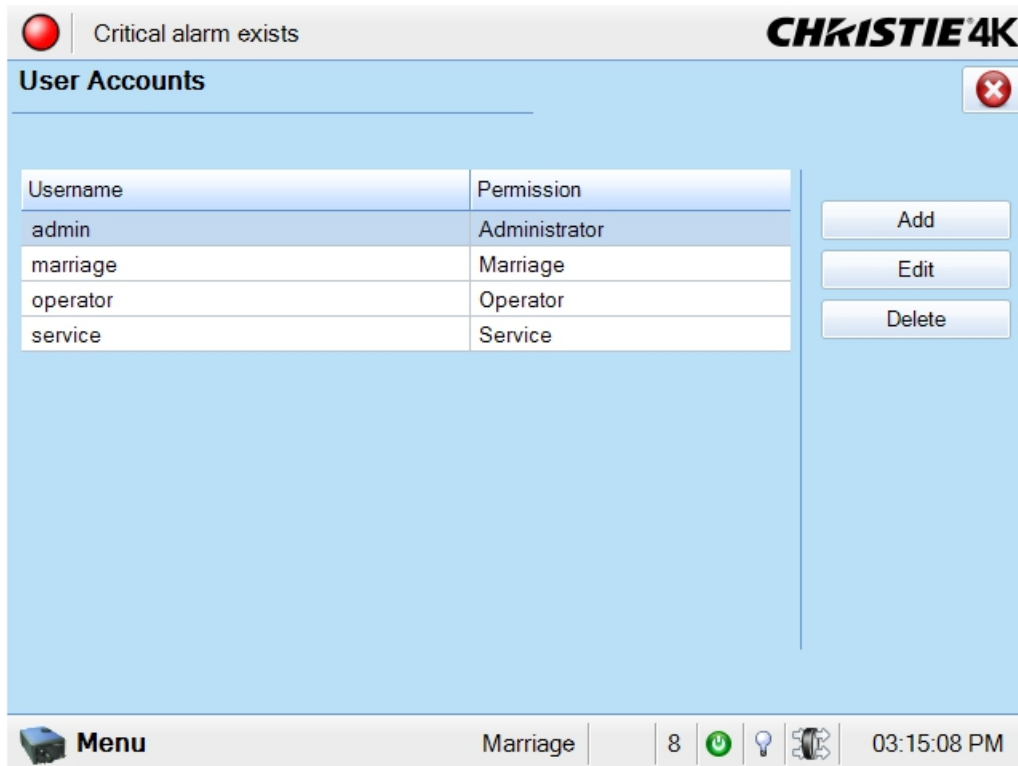 Critical alarm exists
CHRISTIE 4K
User Accounts
Username Permission
admin Administrator
marriage Marriage
operator Operator
service Service
Add
Edit
Delete
Menu Marriage 8 03:15:08 PM